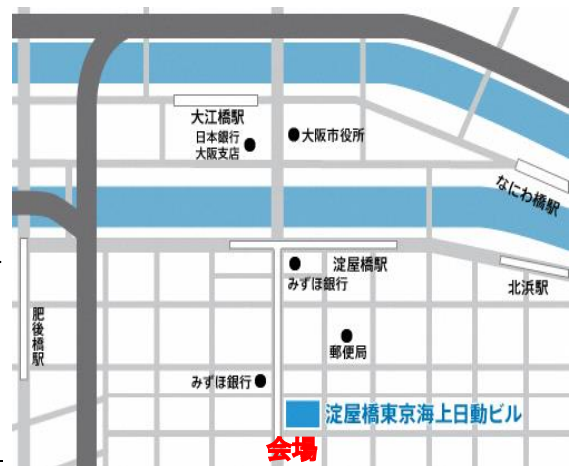 大江橋駅
日本銀行
大阪支店
大阪市役所
なにわ橋駅
淀屋橋駅
みずほ銀行
北浜駅
肥後橋駅
郵便局
みずほ銀行
淀屋橋東京海上日動ビル
会場